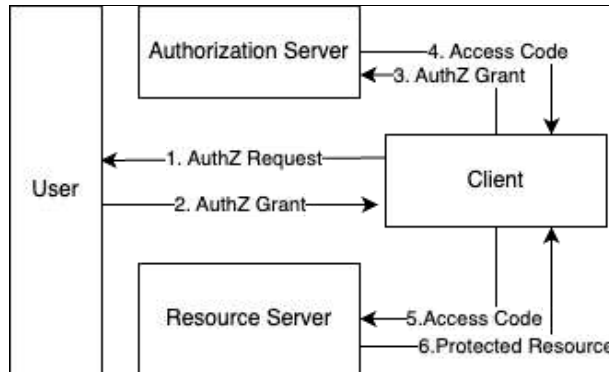 Authorization Server
4. Access Code
3. AuthZ Grant
1. AuthZ Request
User
Client
2. AuthZ Grant
Resource Server
5.Access Code
6.Protected Resource